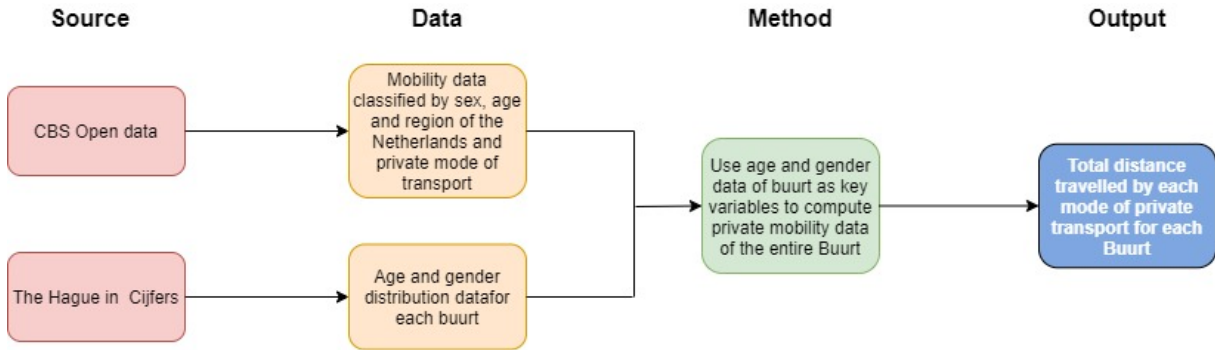 Source
Data
Method
Output
CBS Open data
Mobility data
classified by sex, age
and region of the
Netherlands and
private mode of
transport
The Hague in Cijfers
Age and gender
distribution datafor
each buurt
Use age and gender
data of buurt as key
variables to compute
private mobility data
of the entire Buurt
Total distance
travelled by each
mode of private
transport for each
Buurt